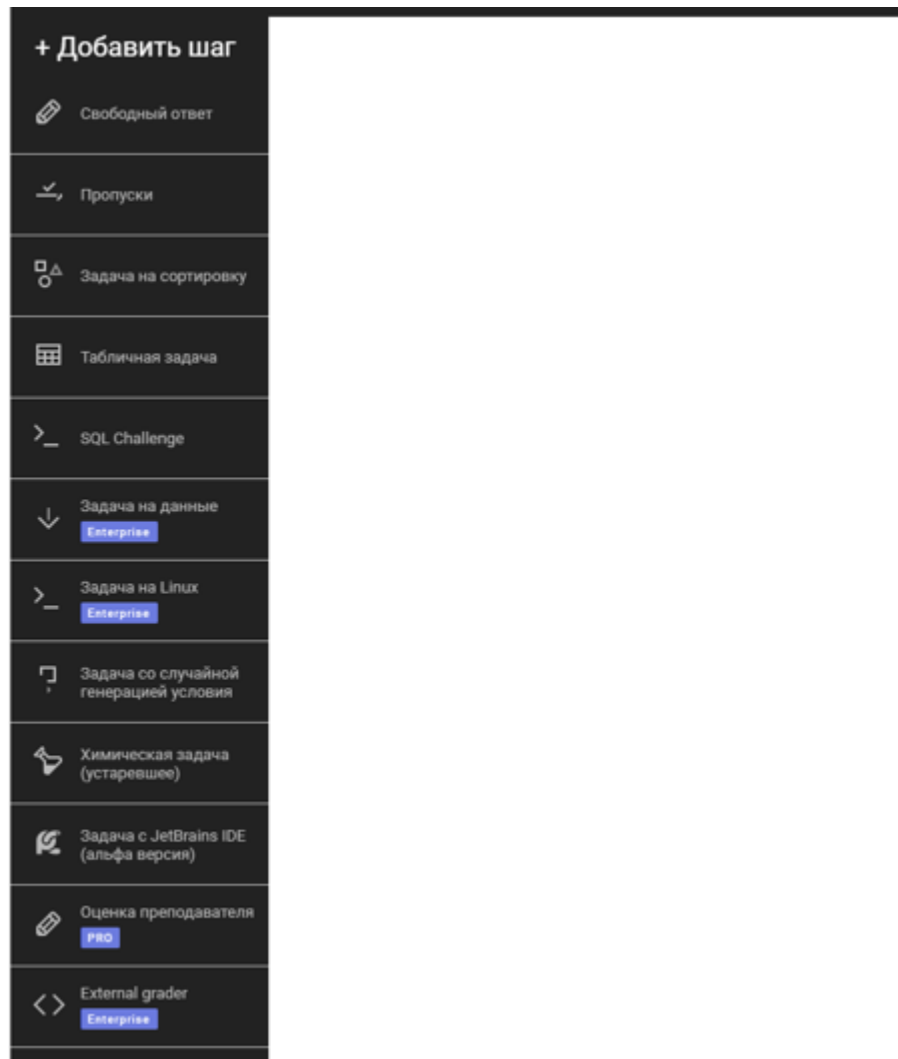 + Добавить шаг
Свободный ответ
Пропуски
Задача на сортировку
Табличная задача
SQL Challenge
Задача на данные
Enterprise
Задача на Linux
Enterprise
Задача со случайной
генерацией условия
Химическая задача
(устаревшее)
Задача с JetBrains IDE
(альфа версия)
Оценка преподавателя
PRO
External grader
Enterprise